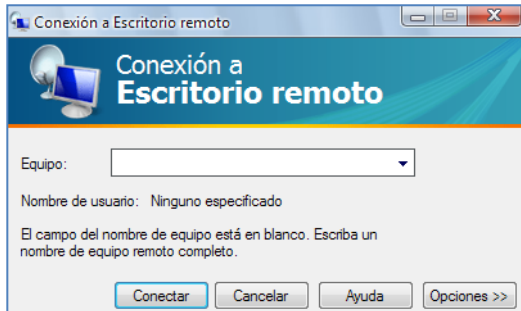 Conexión a Escritorio remoto
Conexión a
Escritorio remoto
Equipo:
Nombre de usuario: Ninguno especificado
El campo del nombre de equipo está en blanco. Escriba un
nombre de equipo remoto completo.
Conectar Cancelar Ayuda Opciones >>